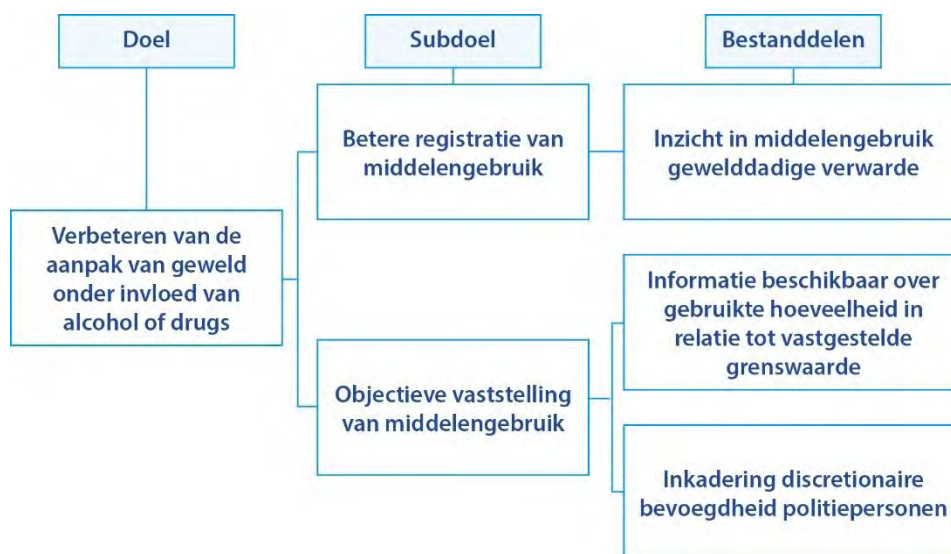 Doel
Subdoel
Bestanddelen
Verbeteren van de
aanpak van geweld
onder invloed van
alcohol of drugs
Betere registratie van
middelengebruik
Objectieve vaststelling
van middelengebruik
Inzicht in middelengebruik
gewelddadige verwarde
Informatie beschikbaar over
gebruikte hoeveelheid in
relatie tot vastgestelde
grenswaarde
Inkadering discretionaire
bevoegdheid politiepersonen